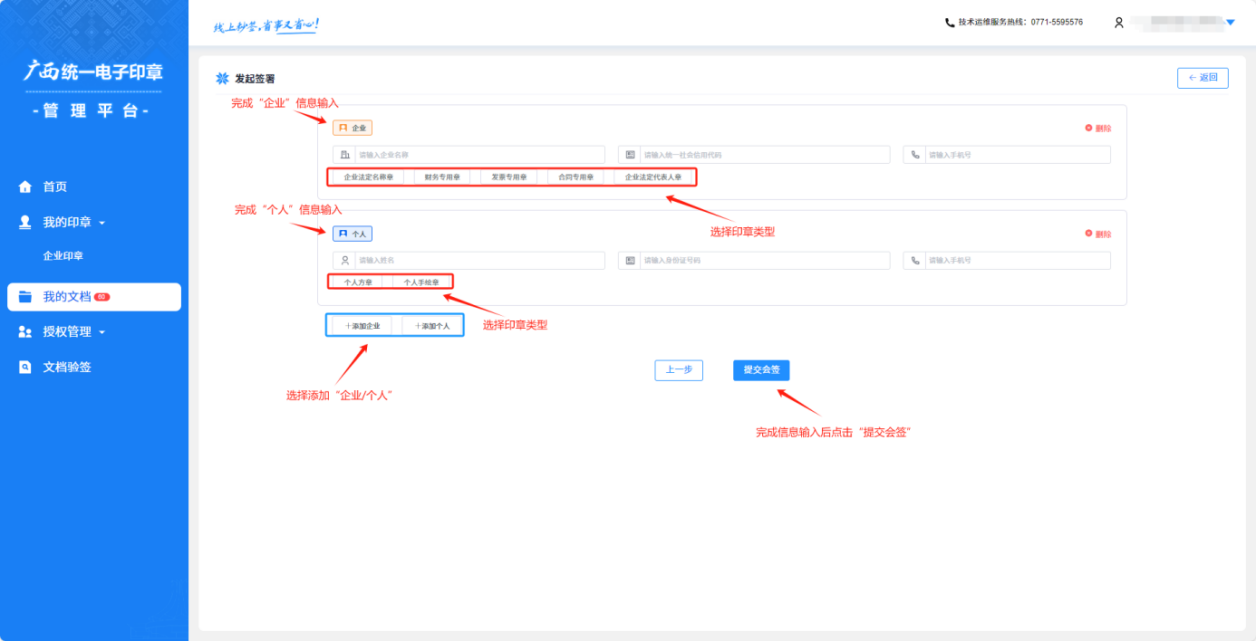 线上秒签,省事又省心!
技术运维服务热线：0771-5595576
广西统一电子印章
-管理平台-
首页
我的印章
企业印章
我的文档
授权管理
文档验签
发起签署
返回
完成“企业”信息输入
企业
删除
请输入企业名称
请输入统一社会信用代码
请输入手机号
企业法定名称章
财务专用章
发票专用章
合同专用章
企业法定代表人章
选择印章类型
完成“个人”信息输入
个人
删除
请输入姓名
请输入身份证号码
请输入手机号
个人方章
个人手绘章
选择印章类型
+添加企业
+添加个人
选择添加“企业/个人”
上一步
提交会签
完成信息输入后点击“提交会签”